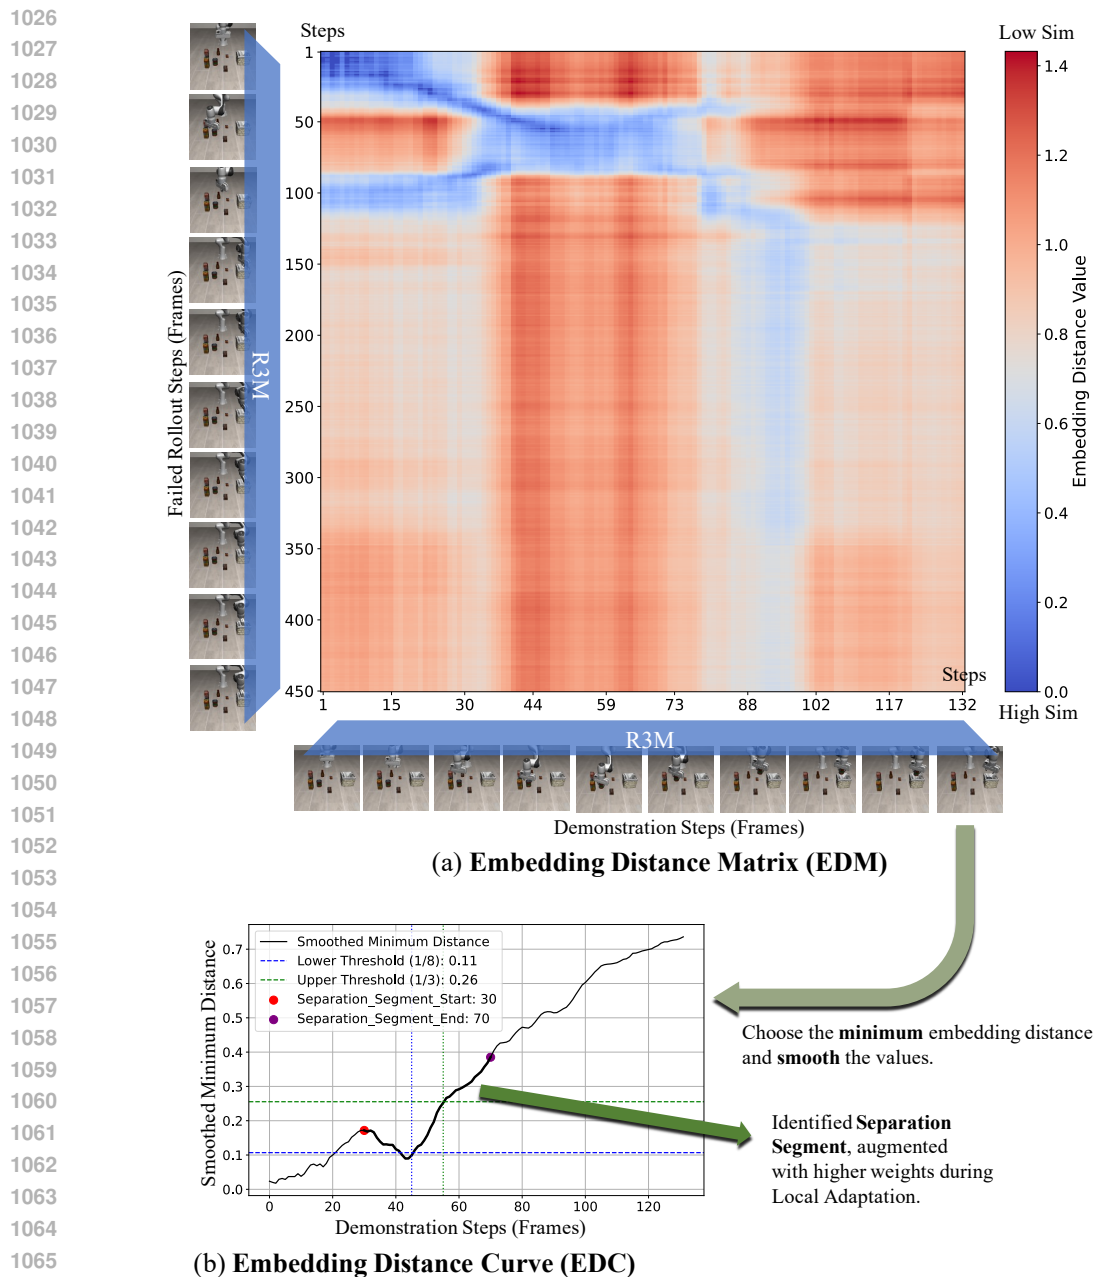 1026
1027
1028
1029
1030
1031
1032
1033
1034
1035
1036
1037
1038
1039
1040
1041
1042
1043
1044
1045
1046
1047
1048
1049
1050
1051
1052
1053
1054
1055
1056
1057
1058
1059
1060
1061
1062
1063
1064
1065
Steps
1
50
100
150
200
250
300
350
400
450
Failed Rollout Steps (Frames)
R3M
Steps
1 15 30 44 59 73 88 102 117 132
Low Sim
1.4
1.2
1.0
0.8
0.6
0.4
0.2
0.0
High Sim
Embedding Distance Value
R3M
Demonstration Steps (Frames)
(a) Embedding Distance Matrix (EDM)
Smoothed Minimum Distance
0.7
0.6
0.5
0.4
0.3
0.2
0.1
0.0
Smoothed Minimum Distance
Lower Threshold (1/8): 0.11
Upper Threshold (1/3): 0.26
Separation_Segment_Start: 30
Separation_Segment_End: 70
0 20 40 60 80 100 120
Demonstration Steps (Frames)
Choose the minimum embedding distance
and smooth the values.
Identified Separation
Segment, augmented
with higher weights during
Local Adaptation.
(b) Embedding Distance Curve (EDC)